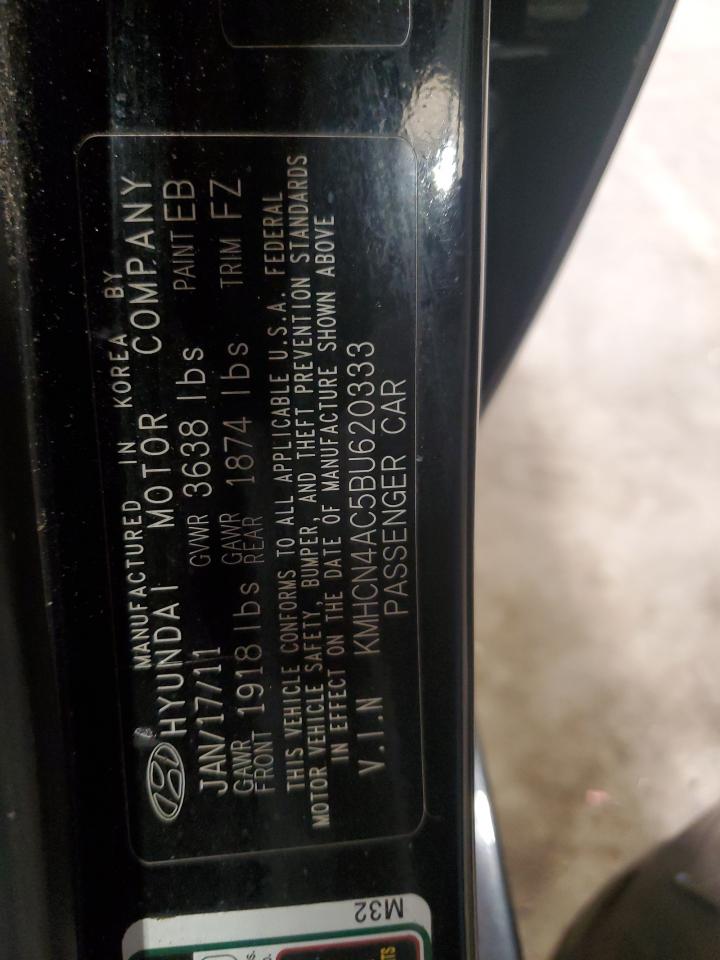 MANUFACTURED IN KOREA BY
HYUNDAI MOTOR COMPANY
JAN/17/11 GVWR 3638 lbs PAINT EB
GAWR FRONT 1918 lbs GAWR REAR 1874 lbs TRIM FZ
THIS VEHICLE CONFORMS TO ALL APPLICABLE U.S.A. FEDERAL
MOTOR VEHICLE SAFETY, BUMPER, AND THEFT PREVENTION STANDARDS
IN EFFECT ON THE DATE OF MANUFACTURE SHOWN ABOVE
V.I.N KMHCN4AC5BU620333
PASSENGER CAR
M32